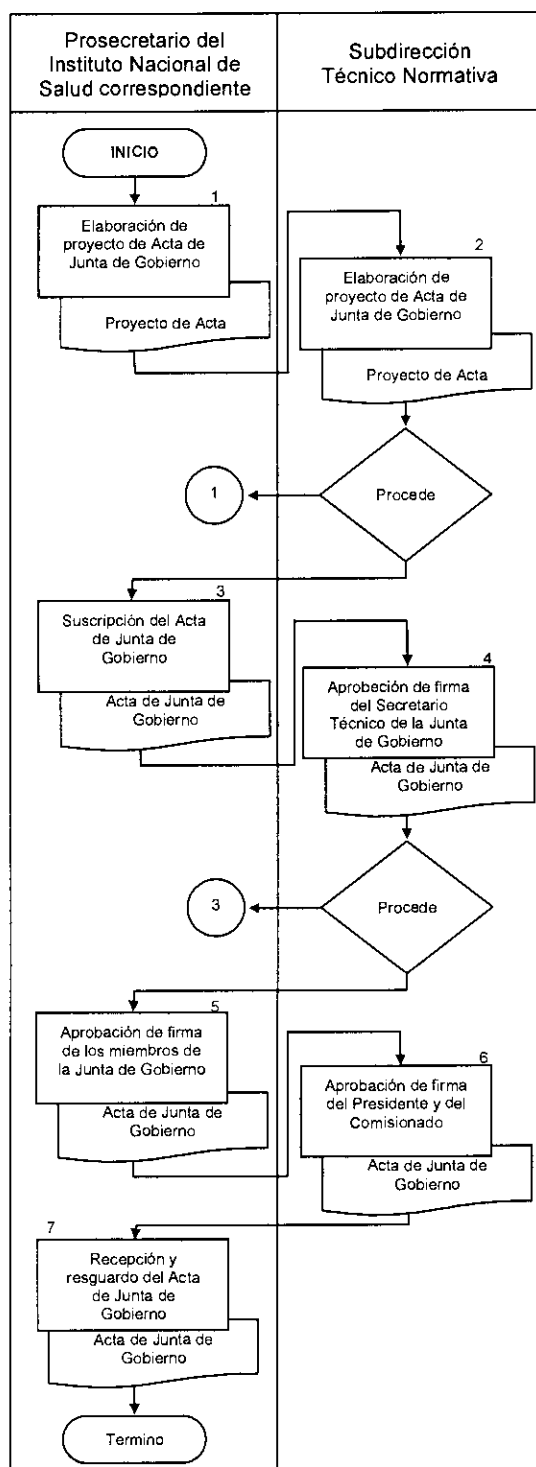 Prosecretario del
Instituto Nacional de
Salud correspondiente
Subdirección
Técnico Normativa
INICIO
1
Elaboración de
proyecto de Acta de
Junta de Gobierno
Proyecto de Acta
2
Elaboración de
proyecto de Acta de
Junta de Gobierno
Proyecto de Acta
Procede
1
3
Suscripción del Acta
de Junta de
Gobierno
Acta de Junta de
Gobierno
4
Aprobación de firma
del Secretario
Técnico de la Junta
de Gobierno
Acta de Junta de
Gobierno
Procede
3
5
Aprobación de firma
de los miembros de
la Junta de Gobierno
Acta de Junta de
Gobierno
6
Aprobación de firma
del Presidente y del
Comisionado
Acta de Junta de
Gobierno
7
Recepción y
resguardo del Acta
de Junta de
Gobierno
Acta de Junta de
Gobierno
Termino